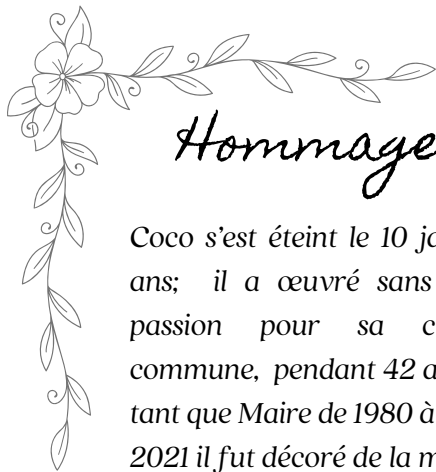 Hommage
Coco s’est éteint le 10
ans; il a œuvré sans
passion pour sa
commune, pendant 42
tant que Maire de 1980 à
2021 il fut décoré de la